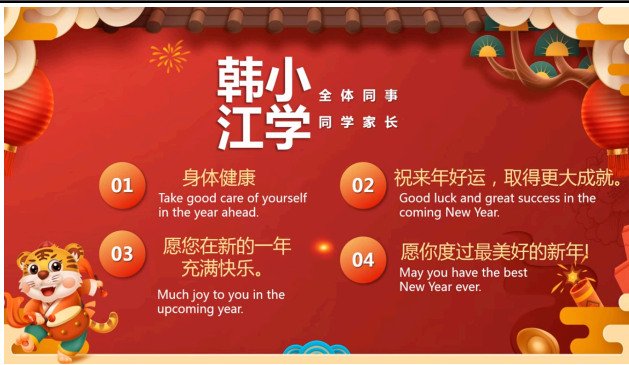 韩小 全体同事
江学 同学家长
01
身体健康
Take good care of yourself
in the year ahead.
02
祝来年好运，取得更大成就。
Good luck and great success in the
coming New Year.
03
愿您在新的一年
充满快乐。
Much joy to you in the
upcoming year.
04
愿你度过最美好的新年!
May you have the best
New Year ever.